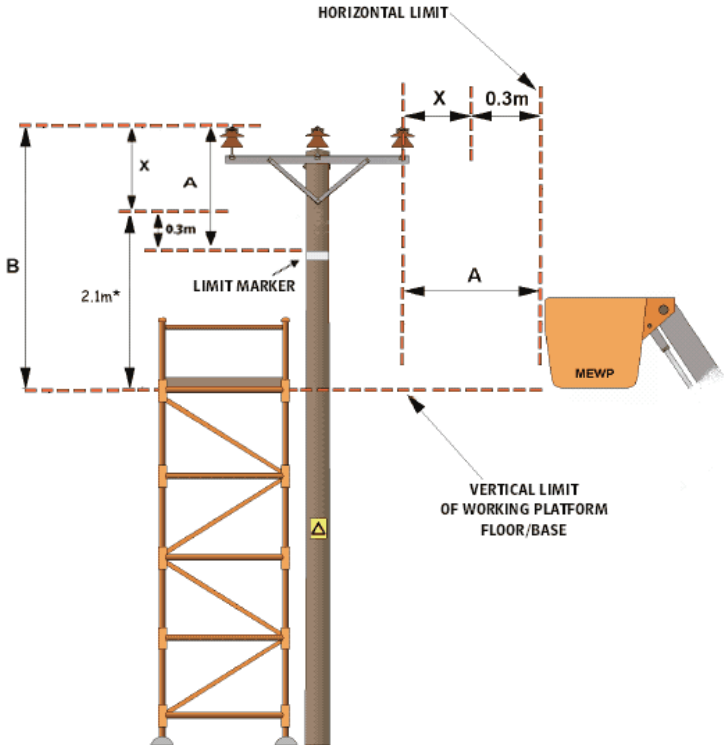 HORIZONTAL LIMIT
X
0.3m
X
A
0.3m
B
A
LIMIT MARKER
2.1m*
MEWP
VERTICAL LIMIT
OF WORKING PLATFORM
FLOOR/BASE